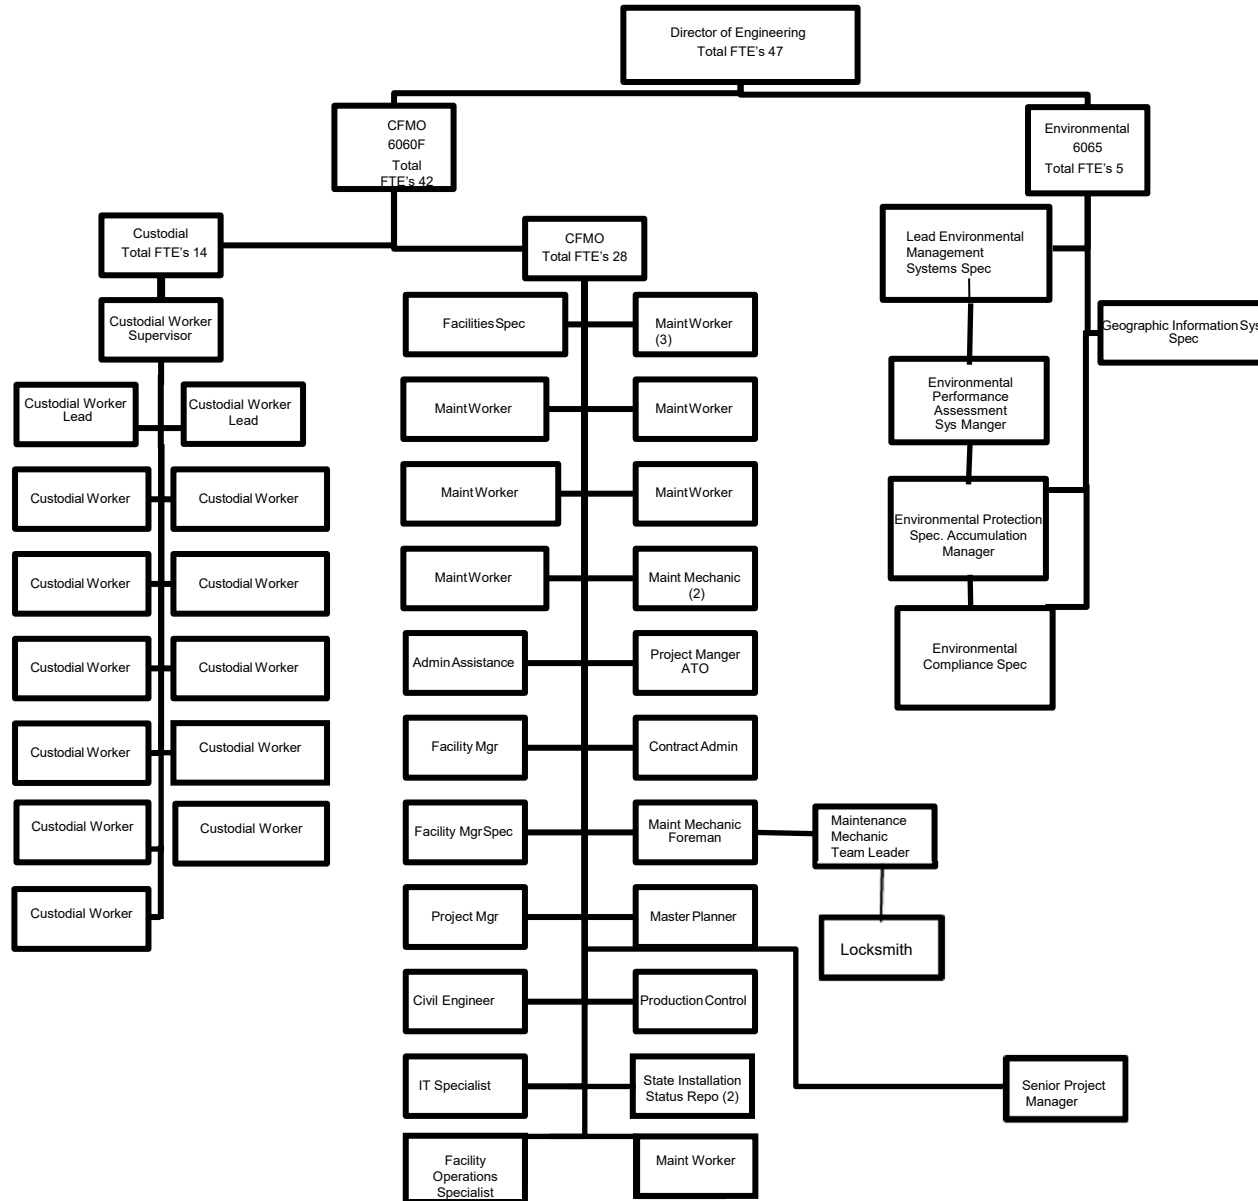 Director of Engineering
Total FTE's 47
CFMO
6060F
Total
FTE's 42
Environmental
6065
Total FTE's 5
Custodial
Total FTE's 14
CFMO
Total FTE's 28
Lead Environmental
Management
Systems Spec
Custodial Worker
Supervisor
Facilities Spec
Maint Worker
(3)
Geographic Information Sys
Spec
Custodial Worker
Lead
Custodial Worker
Lead
Maint Worker
Maint Worker
Environmental
Performance
Assessment
Sys Manger
Custodial Worker
Custodial Worker
Maint Worker
Maint Worker
Environmental Protection
Spec. Accumulation
Manager
Custodial Worker
Custodial Worker
Maint Worker
Maint Mechanic
(2)
Custodial Worker
Custodial Worker
Admin Assistance
Project Manger
ATO
Environmental
Compliance Spec
Custodial Worker
Custodial Worker
Facility Mgr
Contract Admin
Custodial Worker
Custodial Worker
Facility Mgr Spec
Maint Mechanic
Foreman
Maintenance
Mechanic
Team Leader
Custodial Worker
Project Mgr
Master Planner
Locksmith
Civil Engineer
Production Control
IT Specialist
State Installation
Status Repo (2)
Senior Project
Manager
Facility
Operations
Specialist
Maint Worker